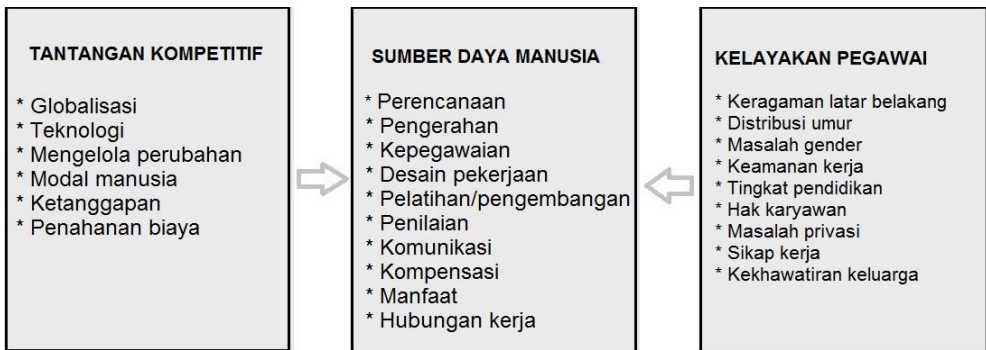 TANTANGAN KOMPETITIF
* Globalisasi
* Teknologi
* Mengelola perubahan
* Modal manusia
* Ketanggapan
* Penahanan biaya
SUMBER DAYA MANUSIA
* Perencanaan
* Pengerahan
* Kepegawaian
* Desain pekerjaan
* Pelatihan/pengembangan
* Penilaian
* Komunikasi
* Kompensasi
* Manfaat
* Hubungan kerja
KELAYAKAN PEGAWAI
* Keragaman latar belakang
* Distribusi umur
* Masalah gender
* Keamanan kerja
* Tingkat pendidikan
* Hak karyawan
* Masalah privasi
* Sikap kerja
* Kekhawatiran keluarga